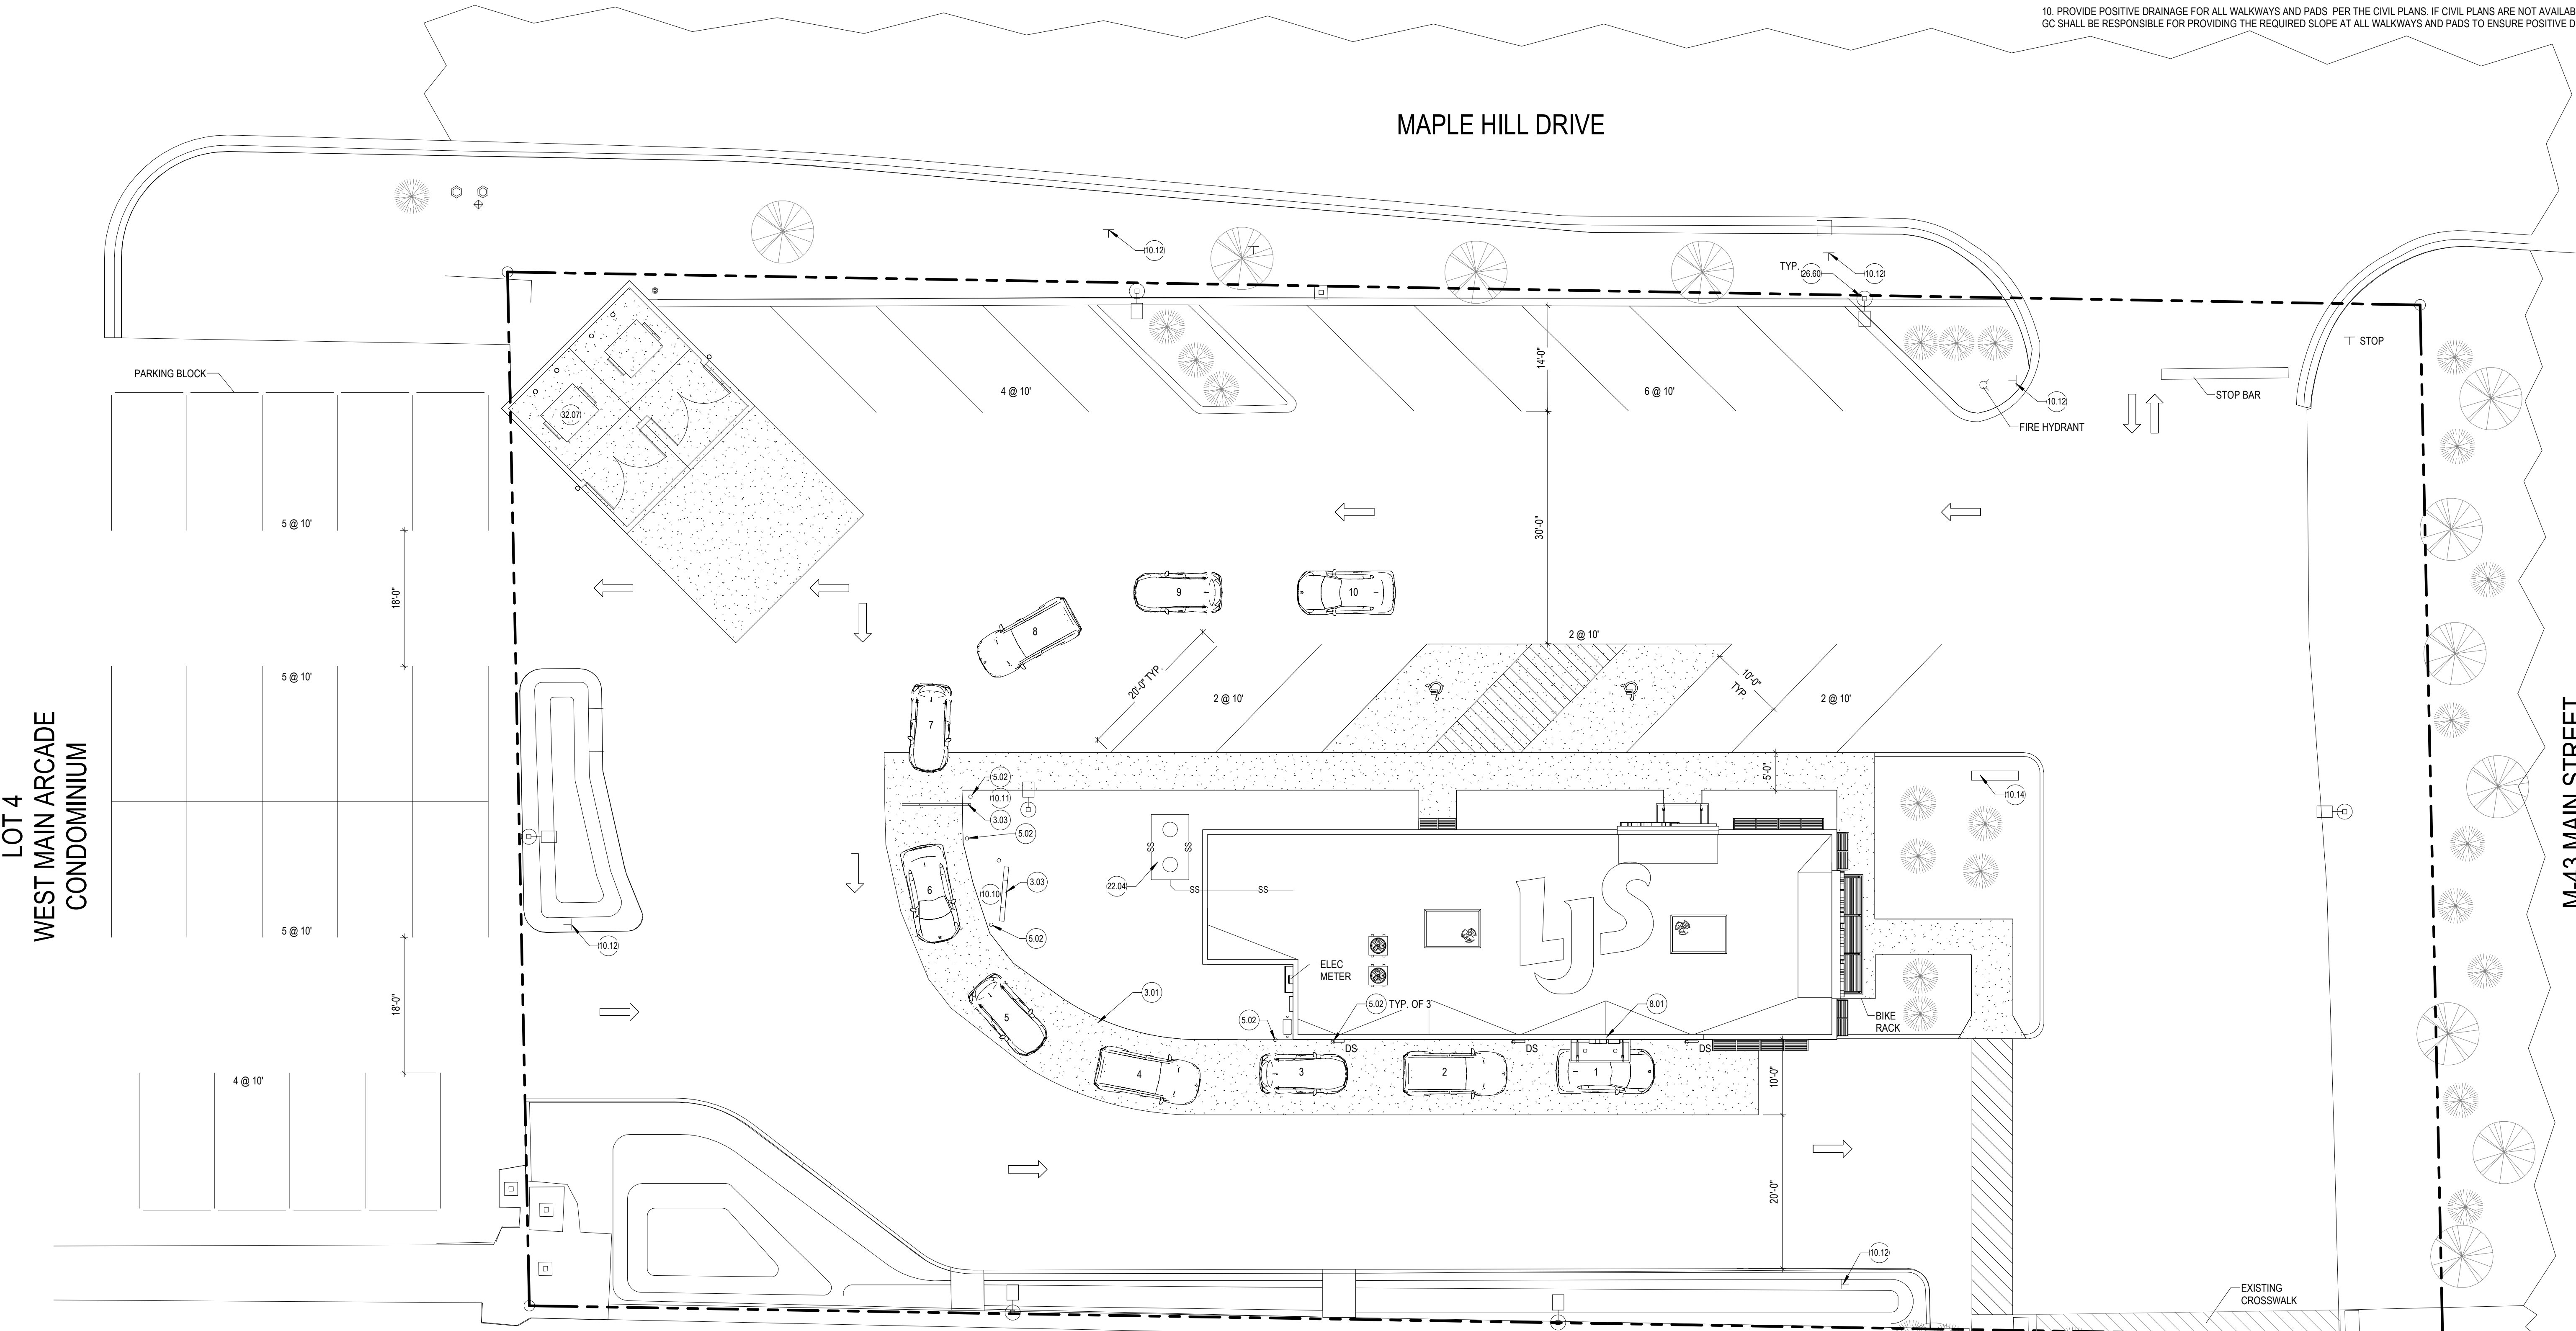 10. PROVIDE POSITIVE DRAINAGE FOR ALL WALKWAYS AND PADS PER THE CIVIL PLANS. IF CIVIL PLANS ARE NOT AVAILAB
GC SHALL BE RESPONSIBLE FOR PROVIDING THE REQUIRED SLOPE AT ALL WALKWAYS AND PADS TO ENSURE POSITIVE D
MAPLE HILL DRIVE
10.12
TYP.
26.60
10.12
STOP
PARKING BLOCK
32.07
4 @ 10'
14'-0"
6 @ 10'
10.12
FIRE HYDRANT
STOP BAR
5 @ 10'
30'-0"
18'-0"
9
10
8
2 @ 10'
5 @ 10'
20'-0" TYP.
2 @ 10'
10'-0"
TYP.
2 @ 10'
7
LOT 4
WEST MAIN ARCADE
CONDOMINIUM
M-43 MAIN STREET
5.02
10.11
3.03
5.02
5'-0"
10.14
SS
SS
22.04
SS
SS
6
10.10
3.03
5.02
LJS
5 @ 10'
10.12
ELEC
METER
18'-0"
3.01
5.02
5.02
TYP. OF 3
8.01
BIKE
RACK
5
DS
DS
DS
4
3
2
1
10'-0"
4 @ 10'
20'-0"
10.12
EXISTING
CROSSWALK